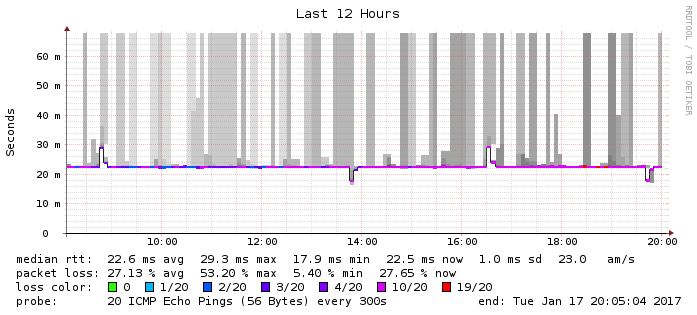 Last 12 Hours
RRDTOOL / TOBI OETIKER
Seconds
60 m
50 m
40 m
30 m
20 m
10 m
0
10:00 12:00 14:00 16:00 18:00 20:00
median rtt: 22.6 ms avg 29.3 ms max 17.9 ms min 22.5 ms now 1.0 ms sd 23.0 am/s
packet loss: 27.13 % avg 53.20 % max 5.40 % min 27.65 % now
loss color: 0 1/20 2/20 3/20 4/20 10/20 19/20
probe: 20 ICMP Echo Pings (56 Bytes) every 300s end: Tue Jan 17 20:05:04 2017